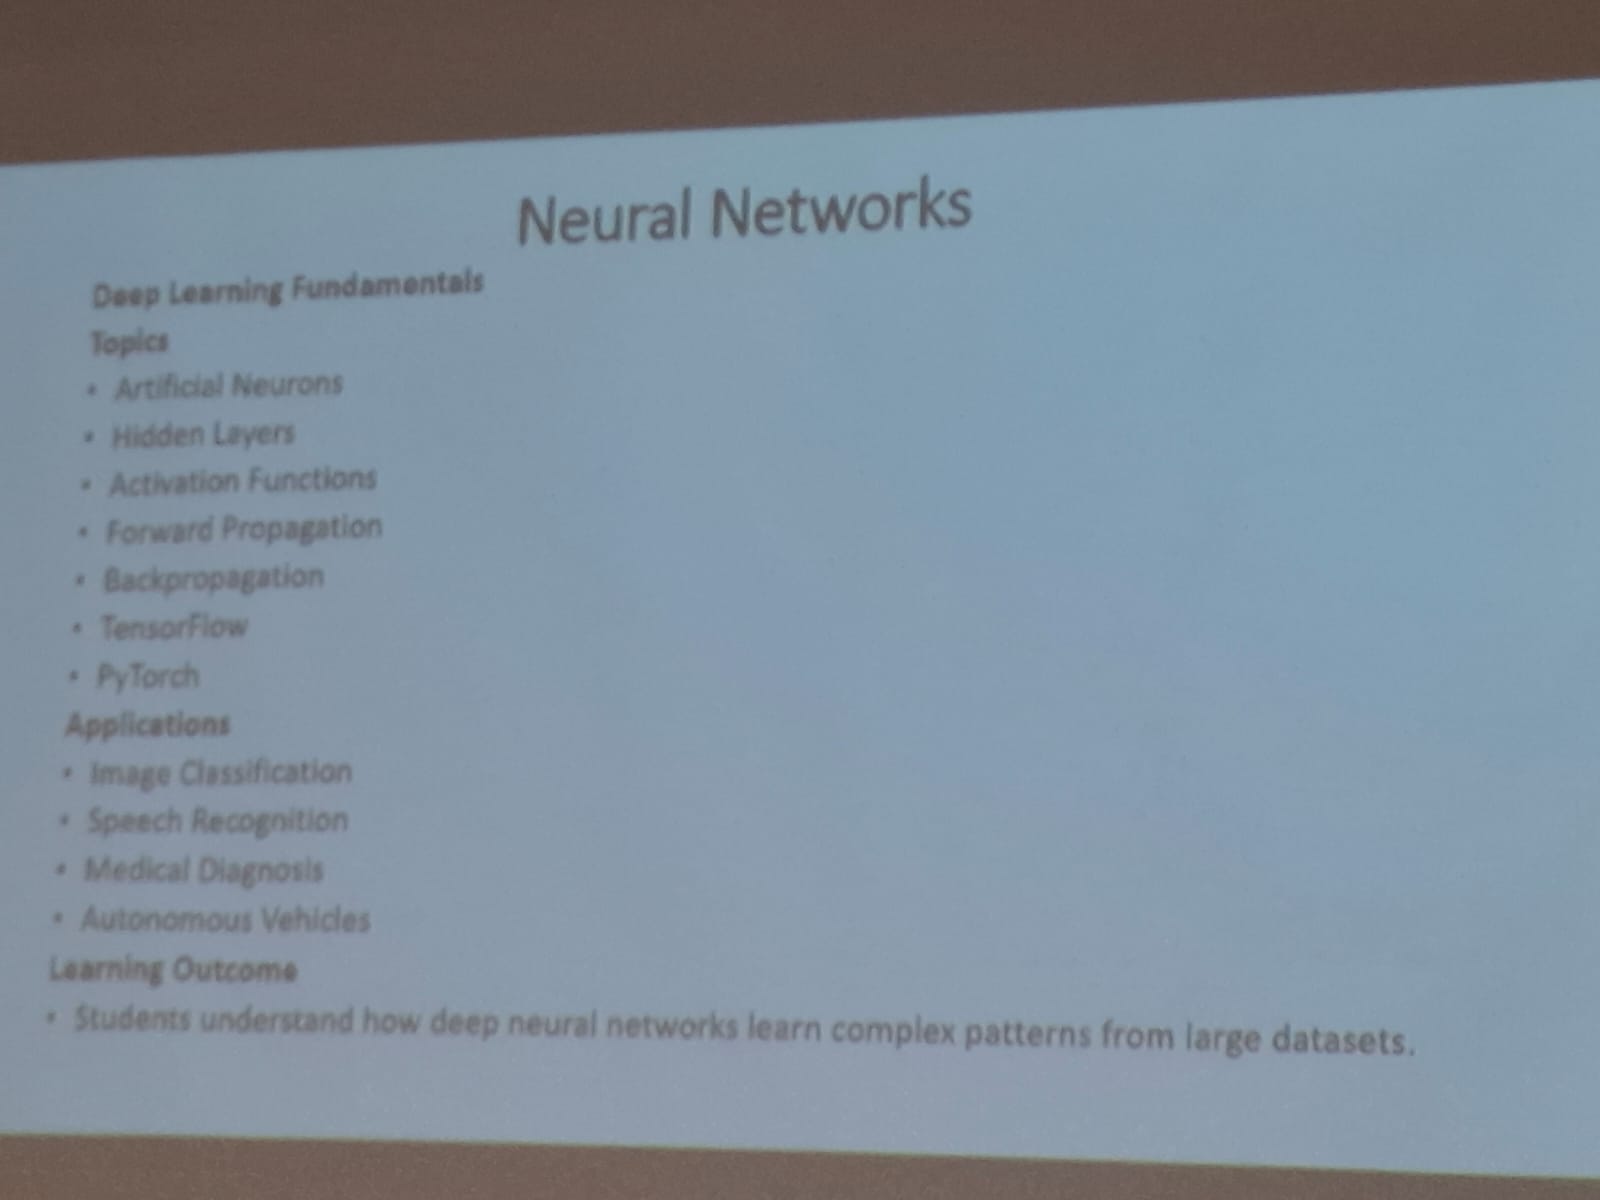 Neural Networks
Deep Learning Fundamentals
Topics
• Artificial Neurons
• Hidden Layers
• Activation Functions
• Forward Propagation
• Backpropagation
• TensorFlow
• PyTorch
Applications
• Image Classification
• Speech Recognition
• Medical Diagnosis
• Autonomous Vehicles
Learning Outcome
• Students understand how deep neural networks learn complex patterns from large datasets.